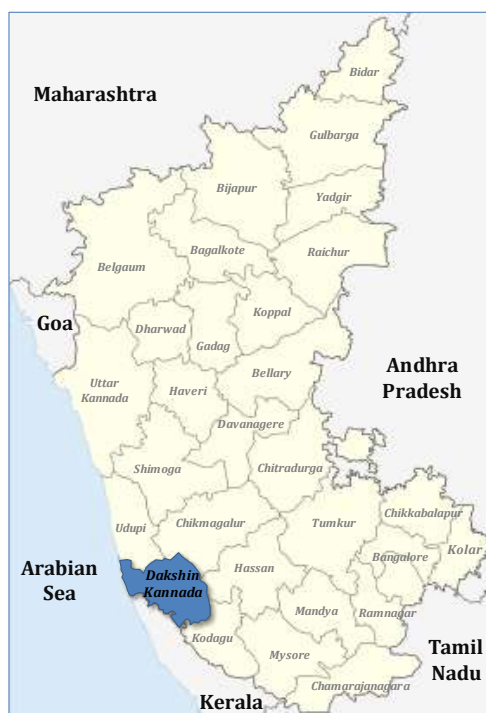 Bidar
Maharashtra
Gulbarga
Bijapur
Yadgir
Bagalkote
Raichur
Belgaum
Koppal
Goa
Dharwad
Gadag
Andhra
Pradesh
Bellary
Uttar
Kannada
Haveri
Davanagere
Shimoga
Chitradurga
Chikkabalapur
Udupi
Chikmagalur
Tumkur
Kolar
Bangalore
Arabian
Sea
Dakshin
Kannada
Hassan
Mandya
Ramnagar
Kodagu
Tamil
Nadu
Mysore
Chamarajanagara
Kerala